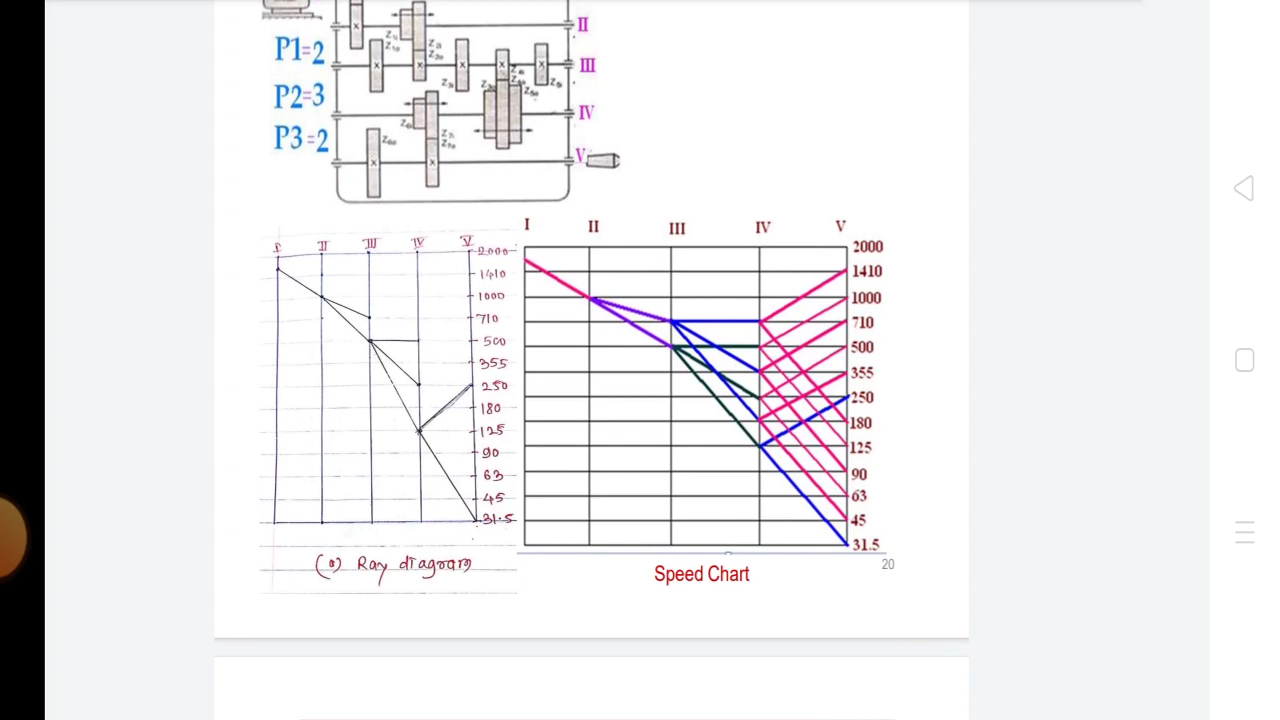 II
P1=2
III
P2=3
IV
P3=2
V
I II III IV V
2000
1410
1000
710
500
355
250
180
125
90
63
45
31.5
(a) Ray diagram
I II III IV V
2000
1410
1000
710
500
355
250
180
125
90
63
45
31.5
Speed Chart
20